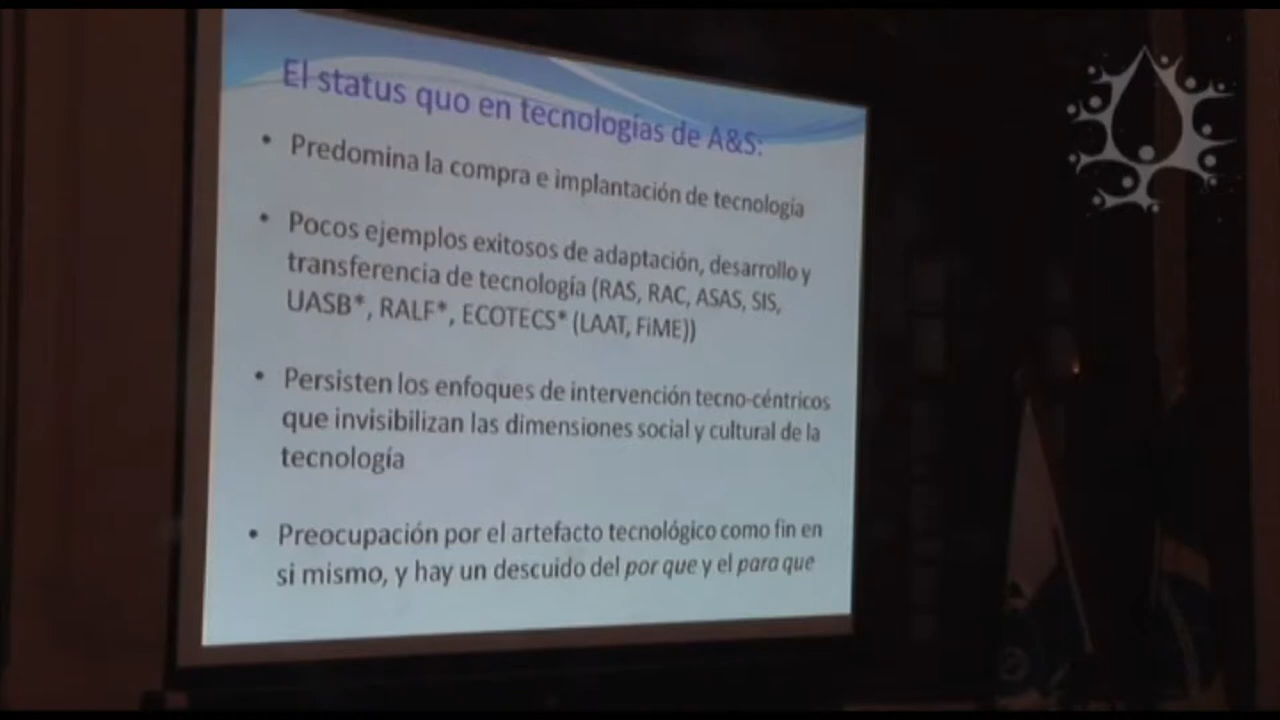 El status quo en tecnologías de A&S:
• Predomina la compra e implantación de tecnología
• Pocos ejemplos exitosos de adaptación, desarrollo y
transferencia de tecnología (RAS, RAC, ASAS, SIS,
UASB*, RALF*, ECOTECS* (LAAT, FiME))
• Persisten los enfoques de intervención tecno-céntricos
que invisibilizan las dimensiones social y cultural de la
tecnología
• Preocupación por el artefacto tecnológico como fin en
si mismo, y hay un descuido del por que y el para que